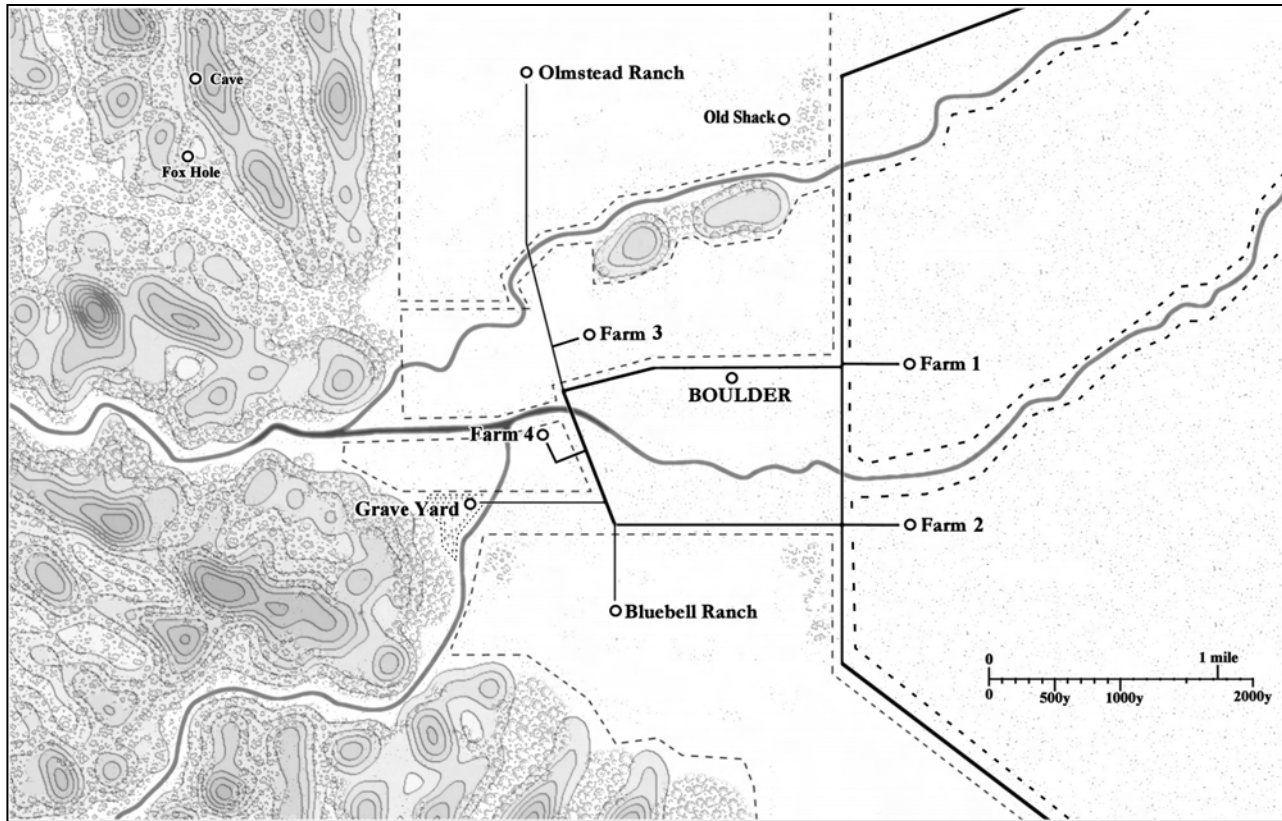 Olmstead Ranch
Cave
Old Shack
Fox Hole
Farm 3
Farm 1
BOULDER
Farm 4
Grave Yard
Farm 2
Bluebell Ranch
0 1 mile
0 500y 1000y 2000y